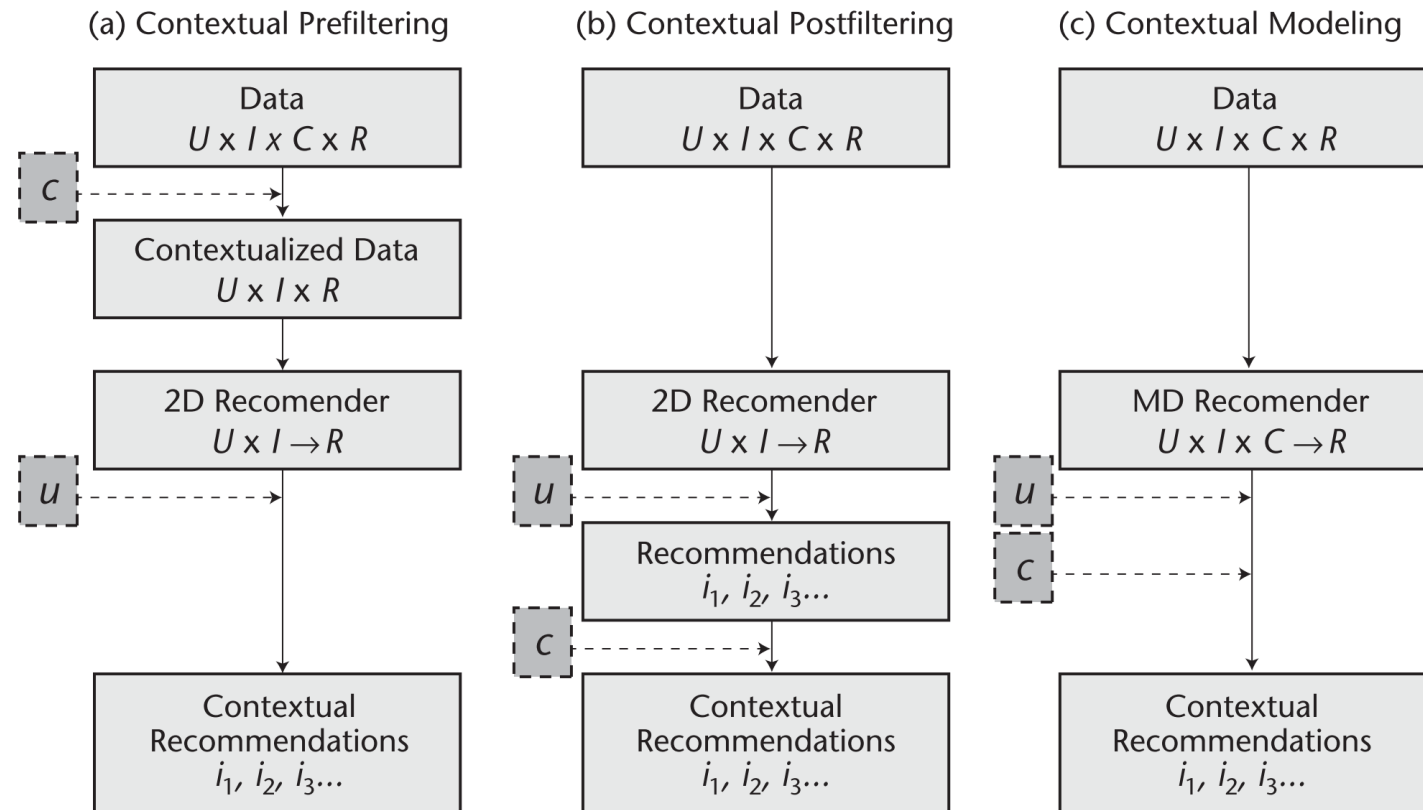 (a) Contextual Prefiltering
Data
U x I x C x R
c
Contextualized Data
U x I x R
2D Recomender
U x I → R
u
Contextual
Recommendations
i₁, i₂, i₃...
(b) Contextual Postfiltering
Data
U x I x C x R
2D Recomender
U x I → R
u
Recommendations
i₁, i₂, i₃...
c
Contextual
Recommendations
i₁, i₂, i₃...
(c) Contextual Modeling
Data
U x I x C x R
MD Recomender
U x I x C → R
u
c
Contextual
Recommendations
i₁, i₂, i₃...